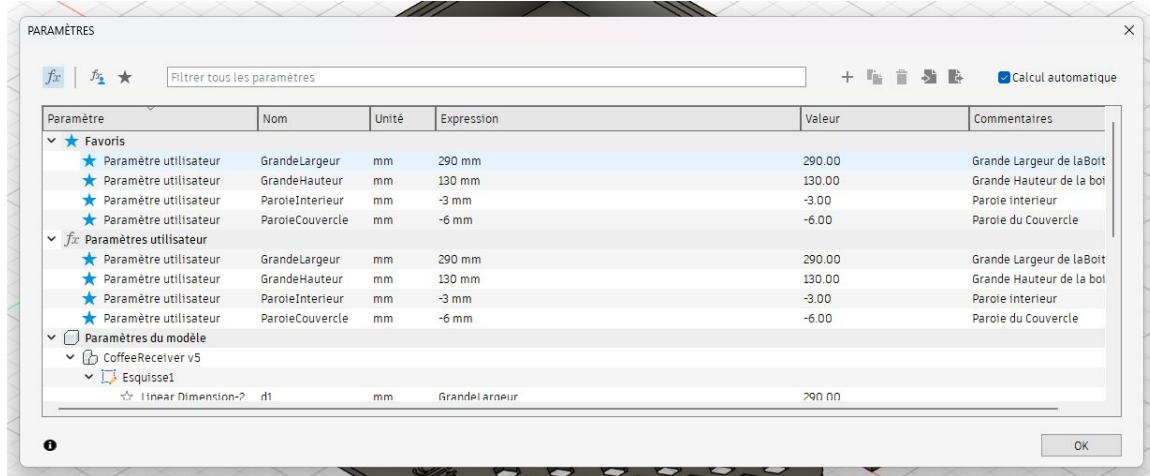 PARAMÈTRES
fx fx Filtrer tous les paramètres Calcul automatique
Paramètre Nom Unité Expression Valeur Commentaires
Favoris
Paramètre utilisateur GrandeLargeur mm 290 mm 290.00 Grande Largeur de laBoit
Paramètre utilisateur GrandeHauteur mm 130 mm 130.00 Grande Hauteur de la boi
Paramètre utilisateur ParoieInterieur mm -3 mm -3.00 Paroie interieur
Paramètre utilisateur ParoieCouvercle mm -6 mm -6.00 Paroie du Couvercle
fx Paramètres utilisateur
Paramètre utilisateur GrandeLargeur mm 290 mm 290.00 Grande Largeur de laBoit
Paramètre utilisateur GrandeHauteur mm 130 mm 130.00 Grande Hauteur de la boi
Paramètre utilisateur ParoieInterieur mm -3 mm -3.00 Paroie interieur
Paramètre utilisateur ParoieCouvercle mm -6 mm -6.00 Paroie du Couvercle
Paramètres du modèle
CoffeeReceiver v5
Esquisse1
Linear Dimension-2 d1 mm GrandeLargeur 290.00
OK